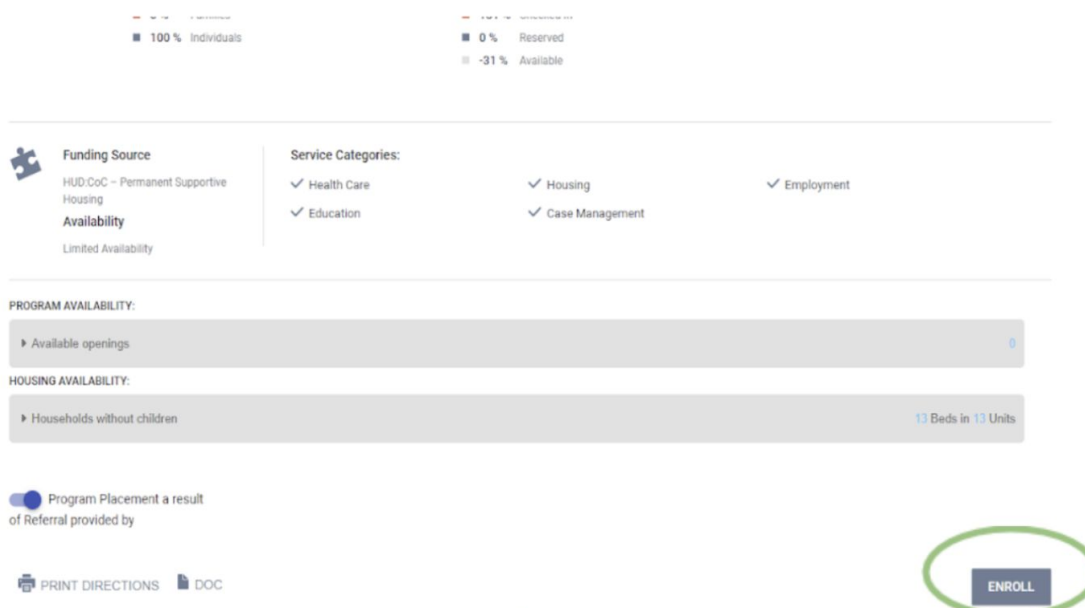 100 % Individuals
0 % Reserved
-31 % Available
Funding Source
HUD:CoC – Permanent Supportive
Housing
Availability
Limited Availability
Service Categories:
Health Care
Housing
Employment
Education
Case Management
PROGRAM AVAILABILITY:
Available openings 0
HOUSING AVAILABILITY:
Households without children 13 Beds in 13 Units
Program Placement a result
of Referral provided by
PRINT DIRECTIONS DOC
ENROLL